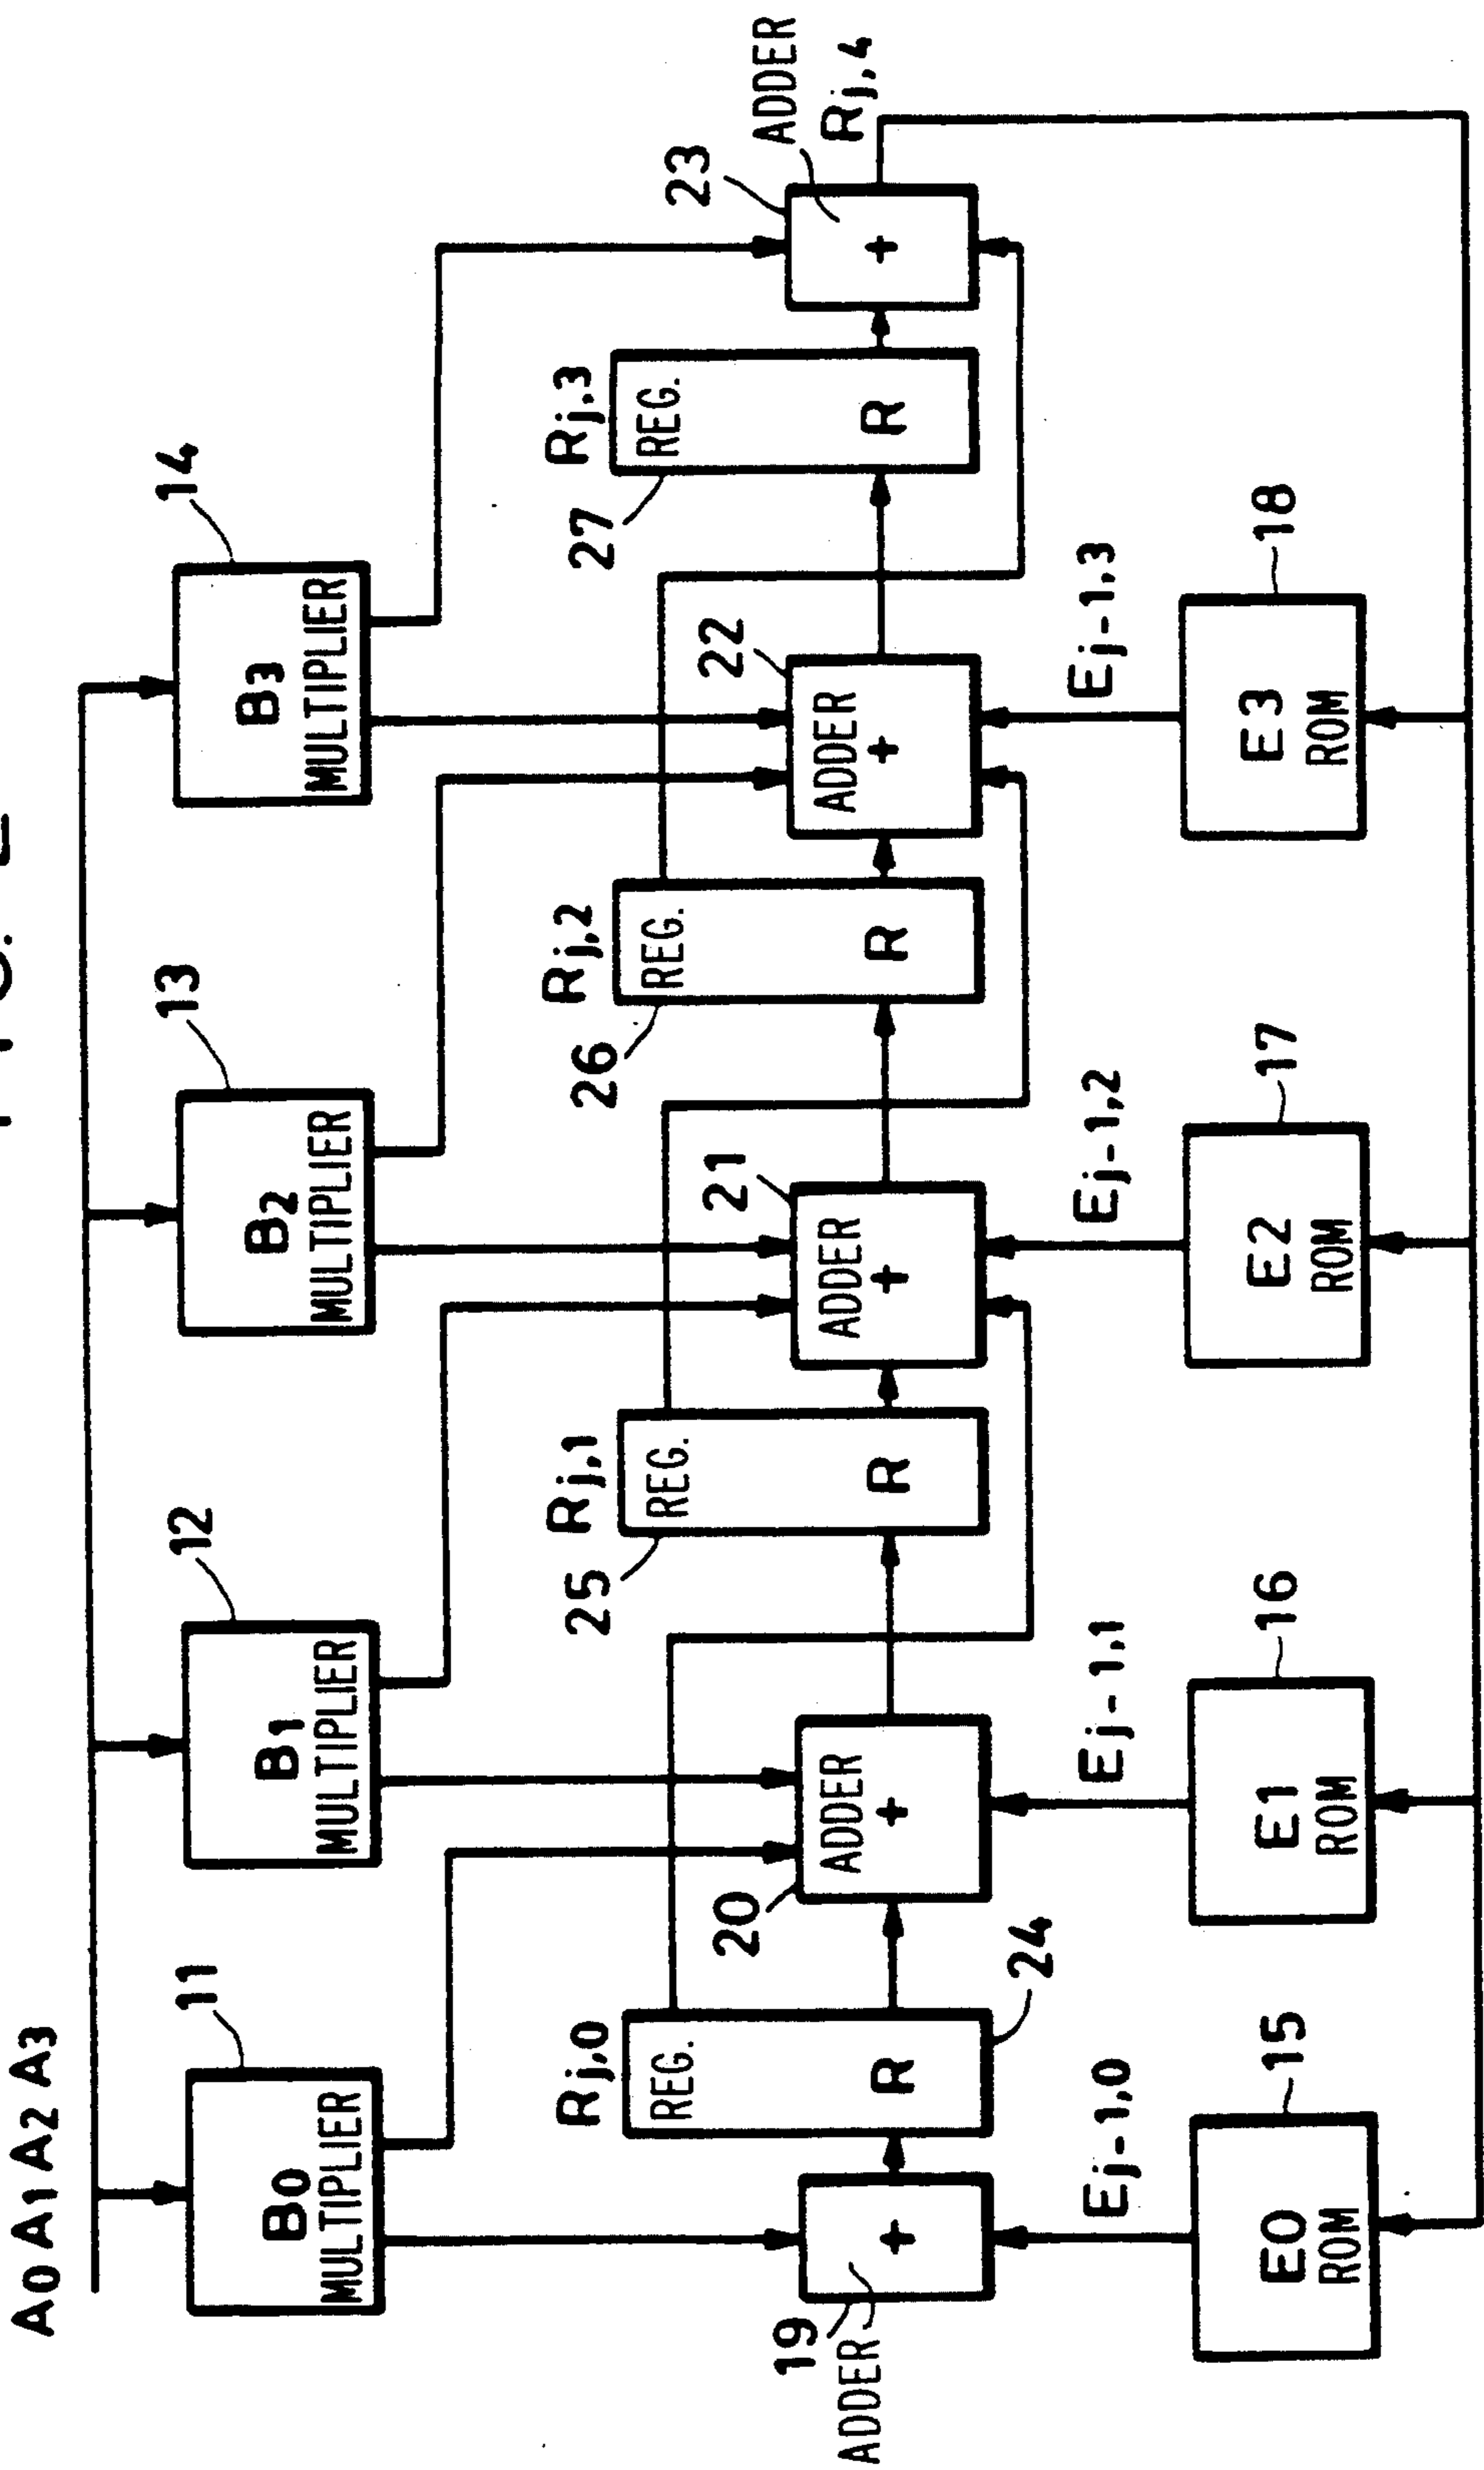 A0 A1 A2 A3
11
12
13
14
B0
MULTIPLIER
B1
MULTIPLIER
B2
MULTIPLIER
B3
MULTIPLIER
Rj,0
REG.
R
24
Rj,1
REG.
R
25
Rj,2
REG.
R
26
Rj,3
REG.
R
27
19
ADDER
+
20
ADDER
+
21
ADDER
+
22
ADDER
+
23
ADDER
+
Rj,4
Ej-1,0
Ej-1,1
Ej-1,2
Ej-1,3
E0
ROM
15
E1
ROM
16
E2
ROM
17
E3
ROM
18